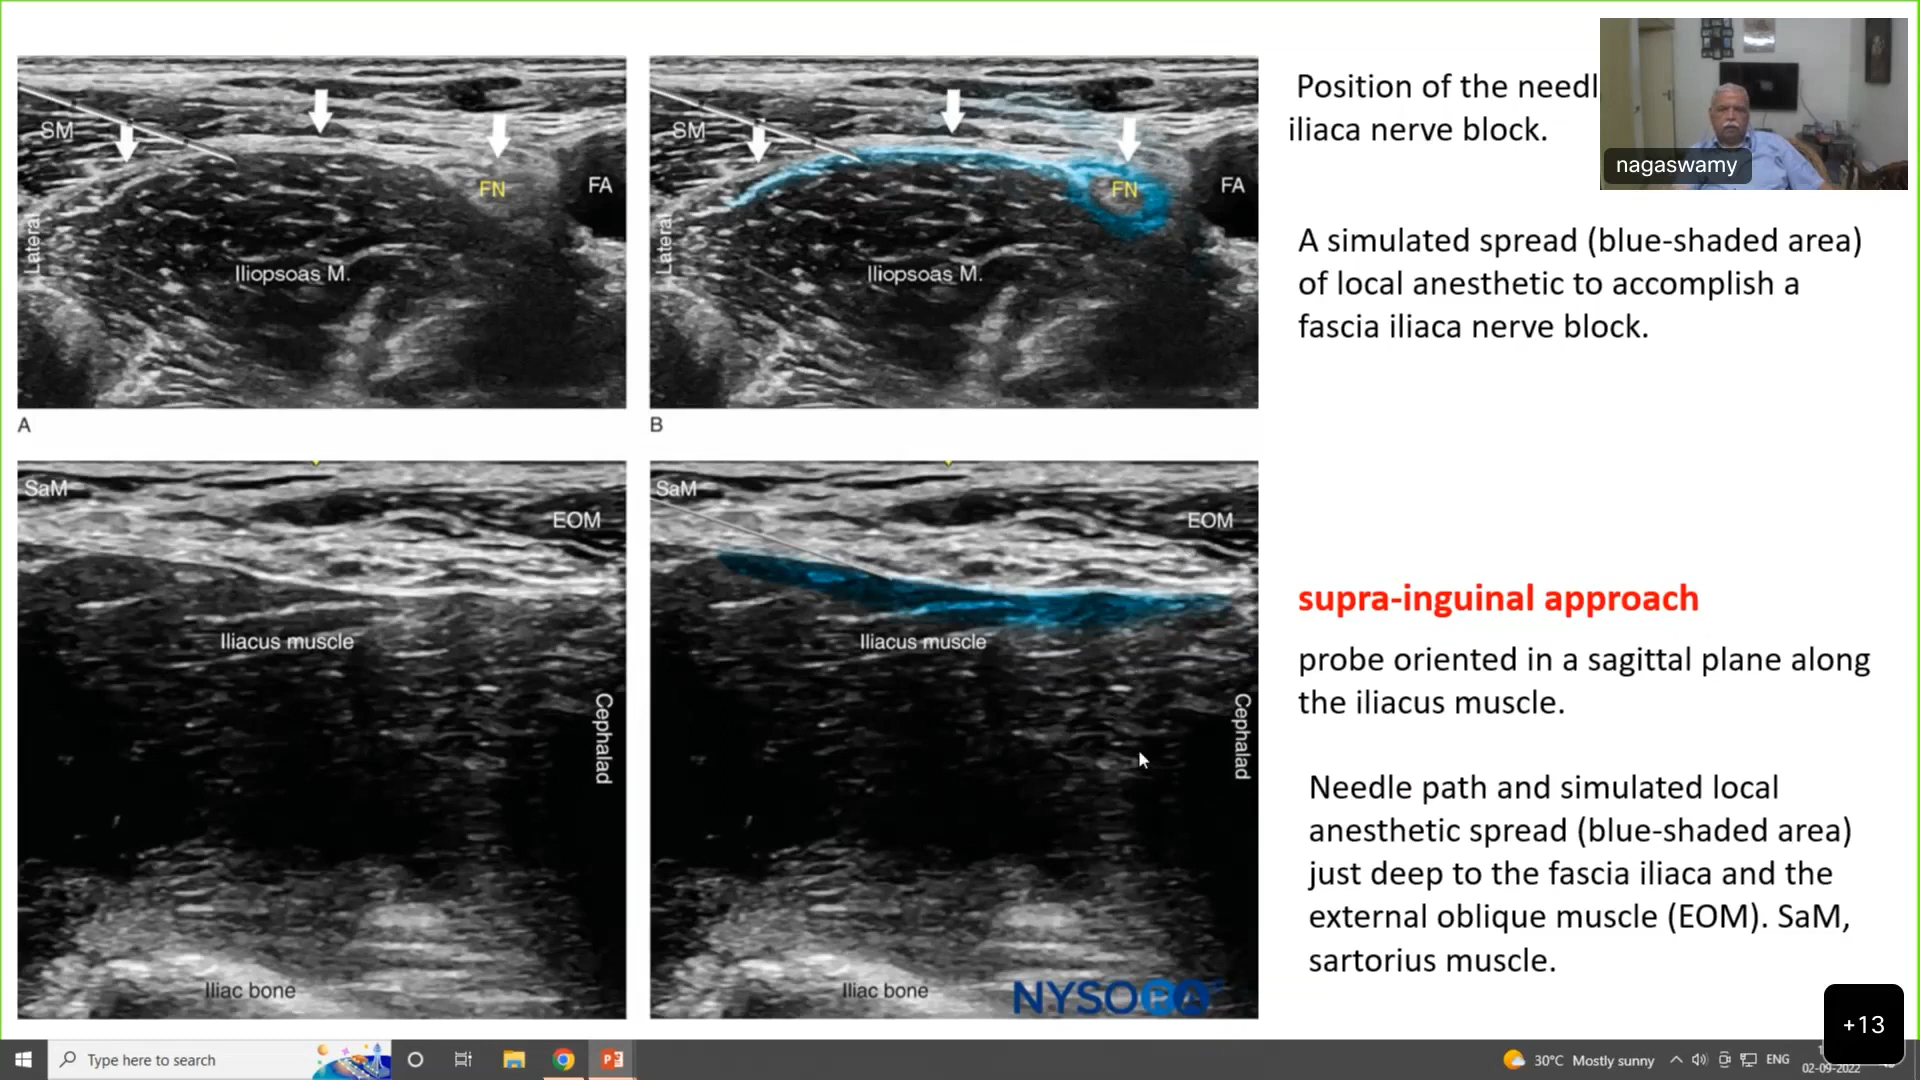 Position of the needl
iliaca nerve block.
nagaswamy
SM
FN
FA
Lateral
Iliopsoas M.
A
SM
FN
FA
Lateral
Iliopsoas M.
B
A simulated spread (blue-shaded area)
of local anesthetic to accomplish a
fascia iliaca nerve block.
SaM
EOM
Iliacus muscle
Cephalad
Iliac bone
SaM
EOM
Iliacus muscle
Cephalad
Iliac bone
NYSORA
supra-inguinal approach
probe oriented in a sagittal plane along
the iliacus muscle.
Needle path and simulated local
anesthetic spread (blue-shaded area)
just deep to the fascia iliaca and the
external oblique muscle (EOM). SaM,
sartorius muscle.
+13
Type here to search
30°C Mostly sunny
ENG
02-09-2022